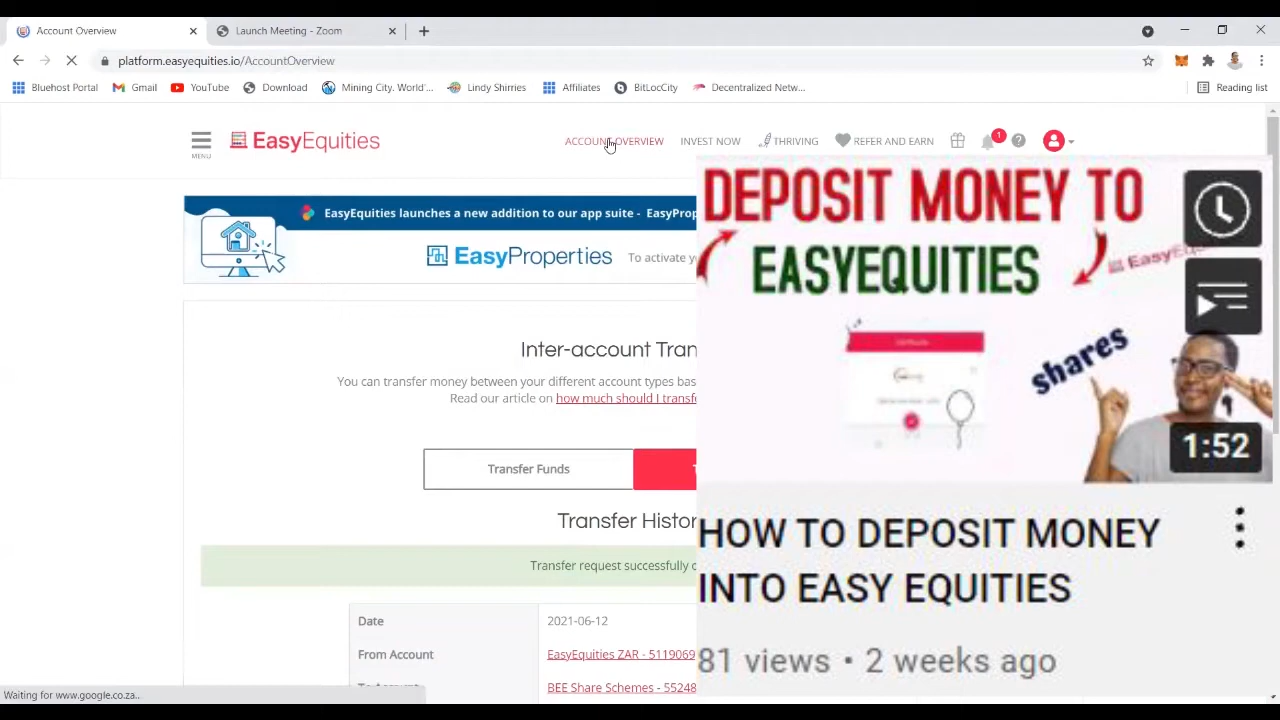 Account Overview
Launch Meeting - Zoom
platform.easyequities.io/AccountOverview
Bluehost Portal
Gmail
YouTube
Download
Mining City. World'...
Lindy Shirries
Affiliates
BitLocCity
Decentralized Netw...
Reading list
MENU
EasyEquities
ACCOUNT OVERVIEW
INVEST NOW
THRIVING
REFER AND EARN
1
EasyEquities launches a new addition to our app suite - EasyProp
EasyProperties
To activate yo
Inter-account Tran
You can transfer money between your different account types bas
Read our article on how much should I transfe
Transfer Funds
Transfer Histor
Transfer request successfully c
Date
2021-06-12
From Account
EasyEquities ZAR - 5119069
BEE Share Schemes - 55248
Waiting for www.google.co.za...
DEPOSIT MONEY TO
EASYEQUITIES
shares
1:52
HOW TO DEPOSIT MONEY
INTO EASY EQUITIES
81 views • 2 weeks ago